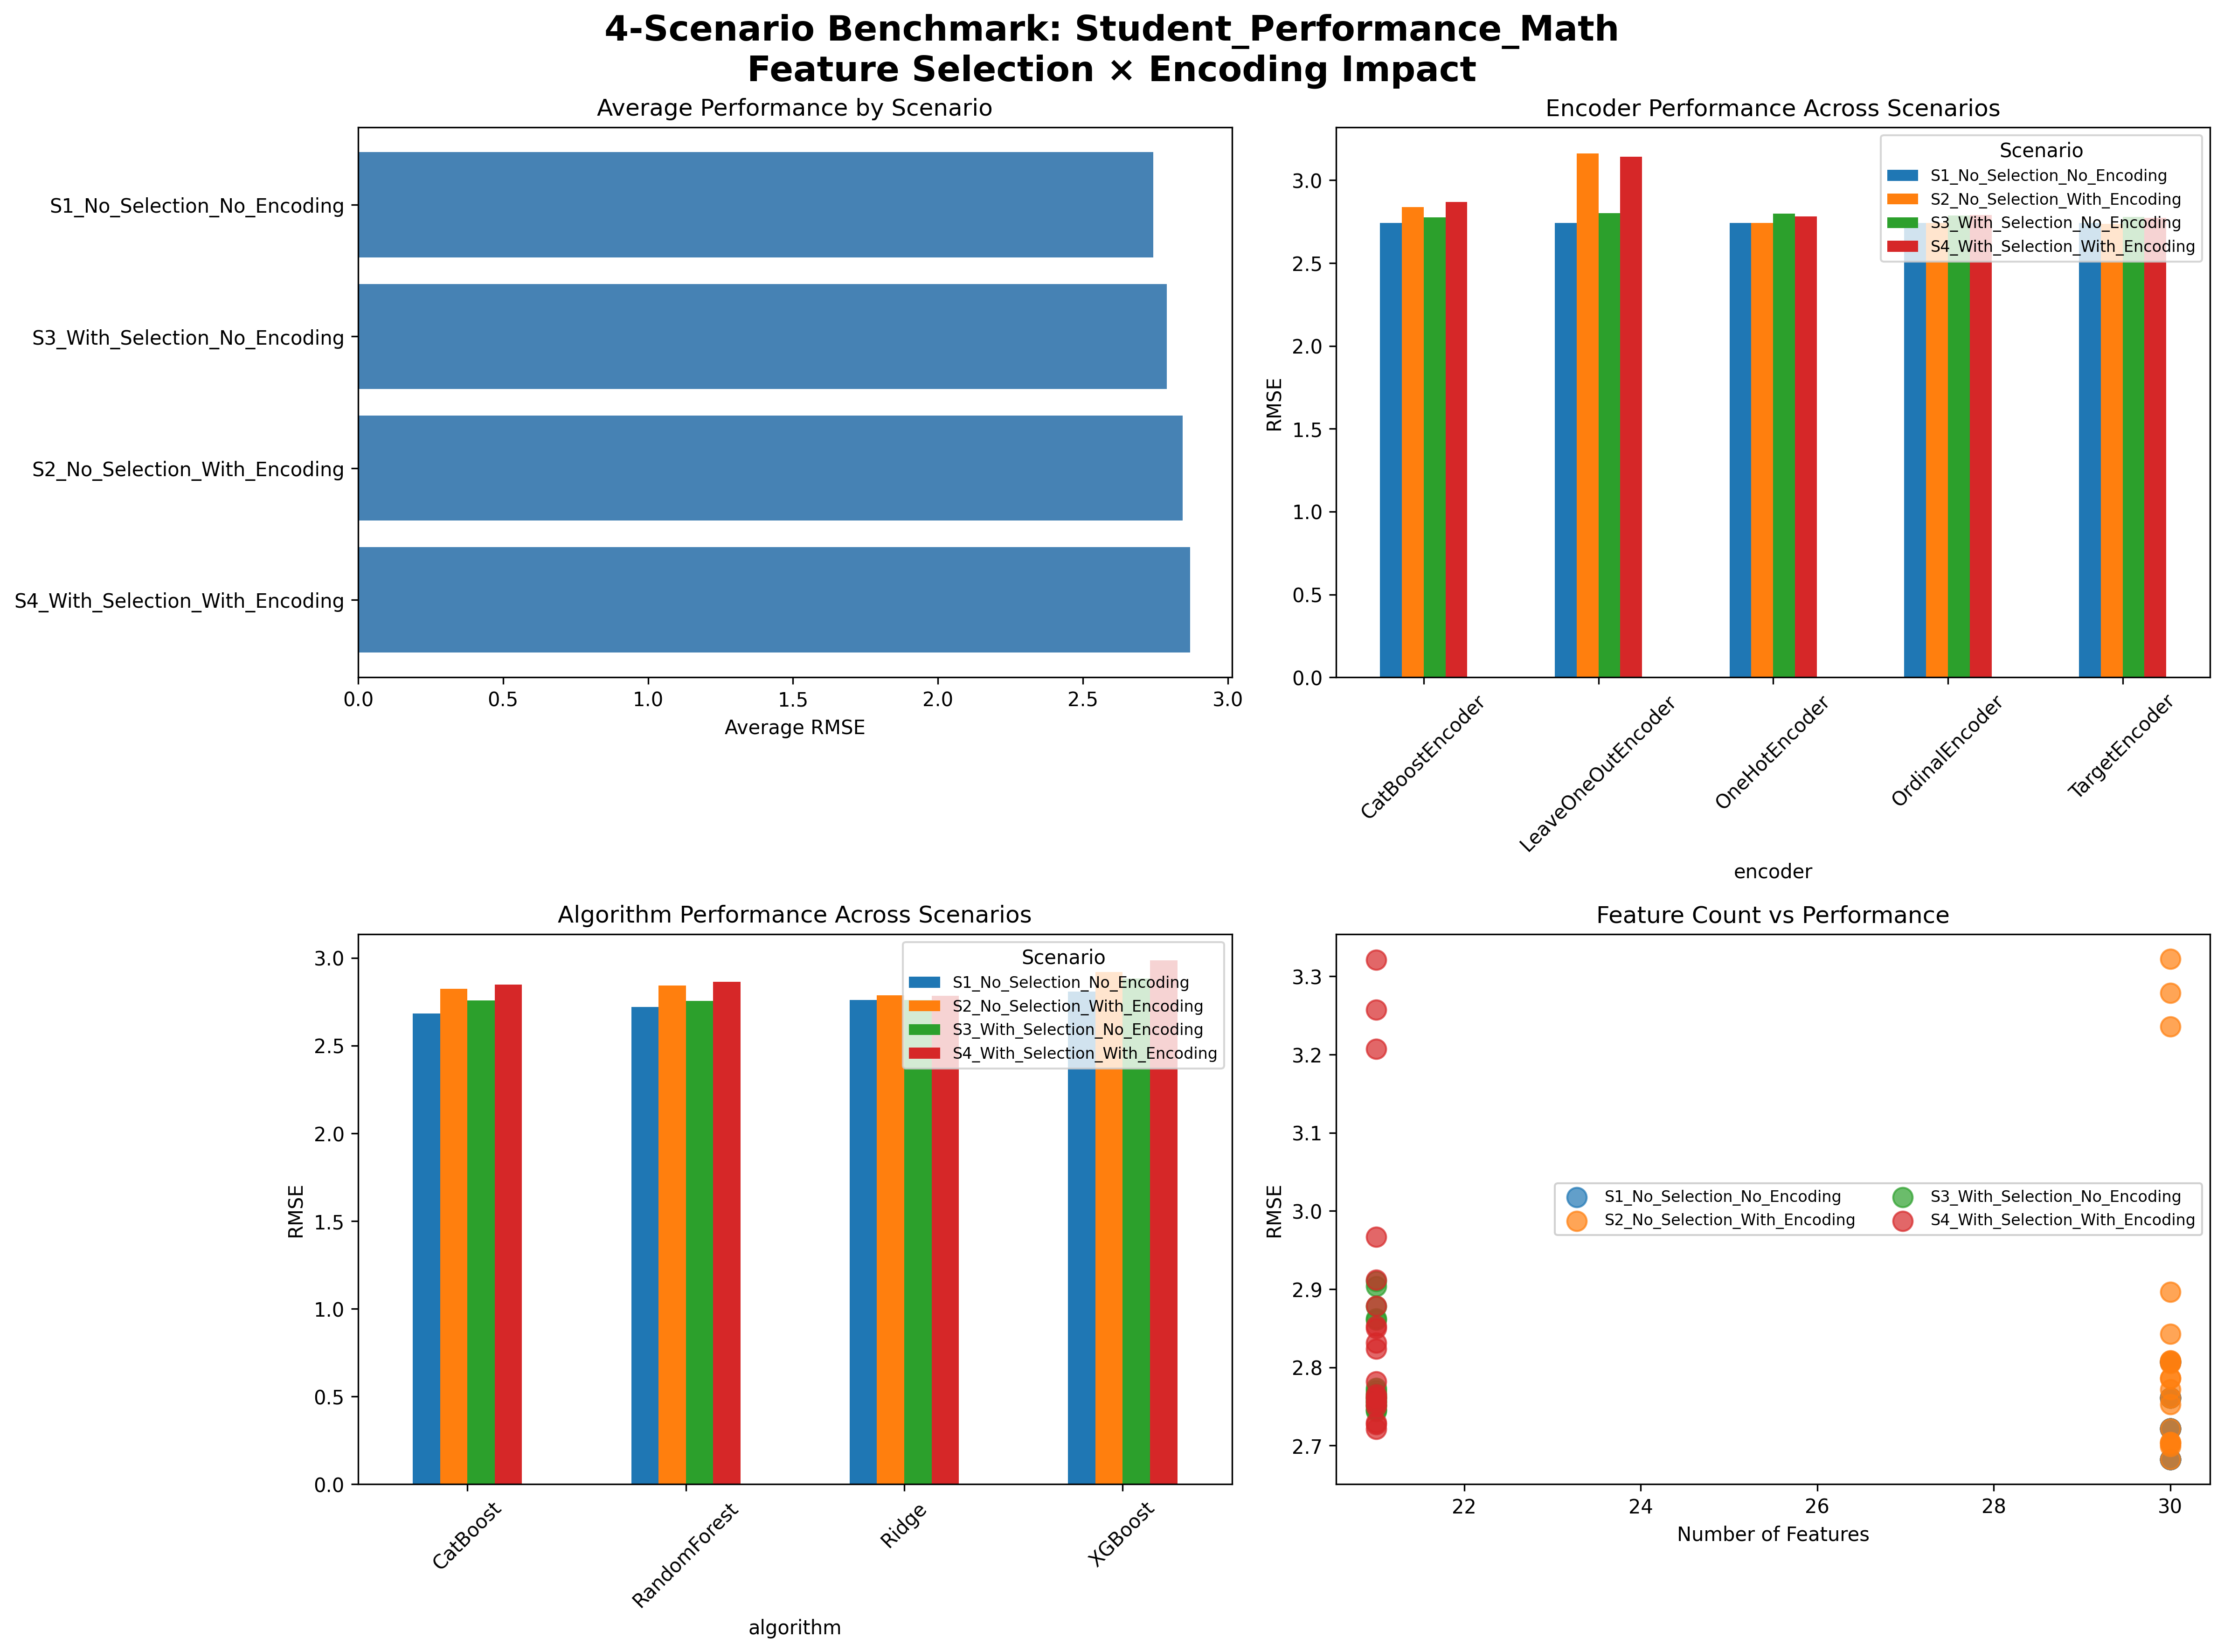 4-Scenario Benchmark: Student_Performance_Math
Feature Selection × Encoding Impact
Average Performance by Scenario
S1_No_Selection_No_Encoding
S3_With_Selection_No_Encoding
S2_No_Selection_With_Encoding
S4_With_Selection_With_Encoding
0.0 0.5 1.0 1.5 2.0 2.5 3.0
Average RMSE
Encoder Performance Across Scenarios
Scenario
S1_No_Selection_No_Encoding
S2_No_Selection_With_Encoding
S3_With_Selection_No_Encoding
S4_With_Selection_With_Encoding
3.0
2.5
2.0
1.5
1.0
0.5
0.0
RMSE
CatBoostEncoder
LeaveOneOutEncoder
OneHotEncoder
OrdinalEncoder
TargetEncoder
encoder
Algorithm Performance Across Scenarios
Scenario
S1_No_Selection_No_Encoding
S2_No_Selection_With_Encoding
S3_With_Selection_No_Encoding
S4_With_Selection_With_Encoding
3.0
2.5
2.0
1.5
1.0
0.5
0.0
RMSE
CatBoost
RandomForest
Ridge
XGBoost
algorithm
Feature Count vs Performance
3.3
3.2
3.1
3.0
2.9
2.8
2.7
RMSE
S1_No_Selection_No_Encoding
S2_No_Selection_With_Encoding
S3_With_Selection_No_Encoding
S4_With_Selection_With_Encoding
22 24 26 28 30
Number of Features